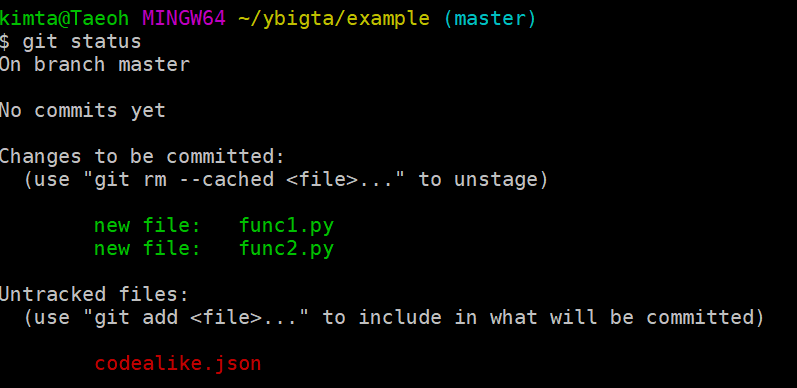 kimta@Taeoh MINGW64 ~/ybigta/example (master)
$ git status
On branch master
No commits yet
Changes to be committed:
(use "git rm --cached <file>..." to unstage)
new file: func1.py
new file: func2.py
Untracked files:
(use "git add <file>..." to include in what will be committed)
codealike.json